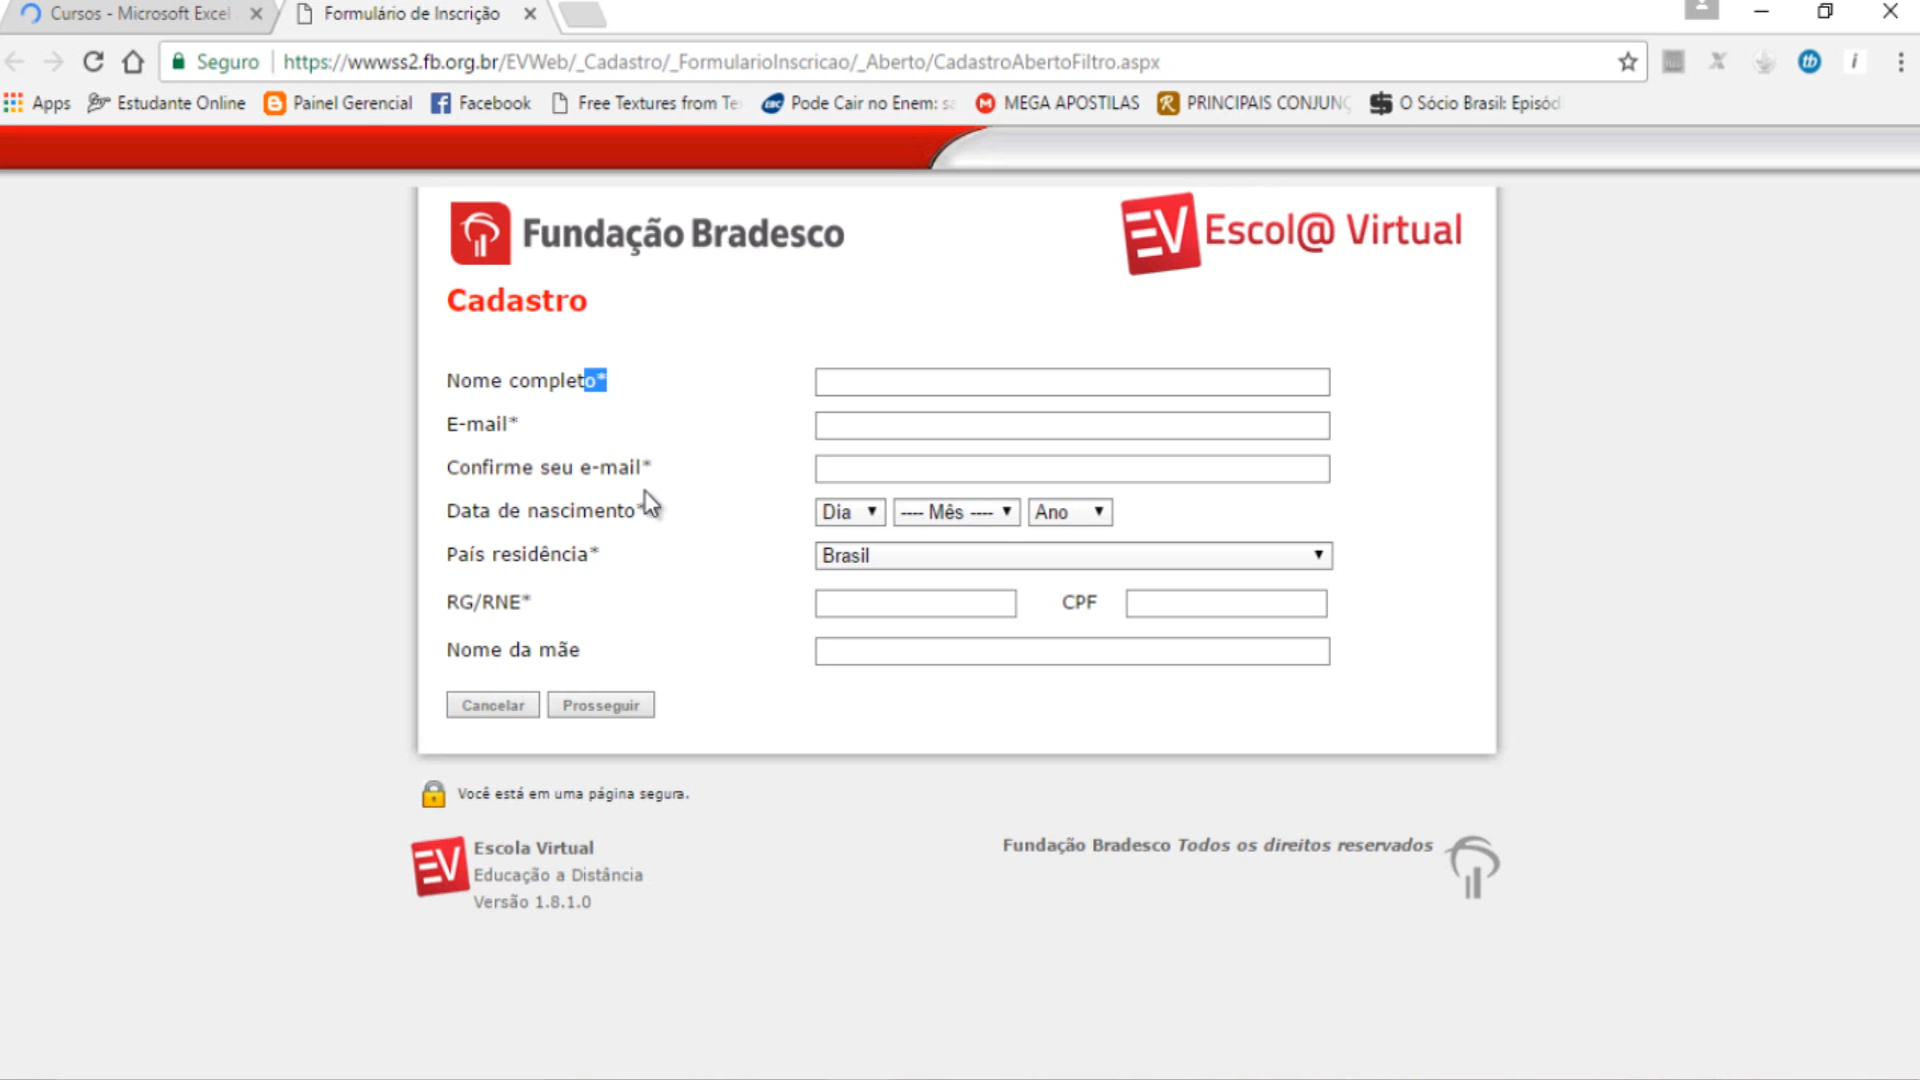 Cursos - Microsoft Excel
Formulário de Inscrição
Seguro
https://wwwss2.fb.org.br/EVWeb/_Cadastro/_FormularioInscricao/_Aberto/CadastroAbertoFiltro.aspx
Apps
Estudante Online
Painel Gerencial
Facebook
Free Textures from Te
Pode Cair no Enem: sa
MEGA APOSTILAS
PRINCIPAIS CONJUNÇ
O Sócio Brasil: Episód
Fundação Bradesco
EV Escol@ Virtual
Cadastro
Nome completo*
E-mail*
Confirme seu e-mail*
Data de nascimento* Dia ---- Mês ---- Ano
País residência* Brasil
RG/RNE* CPF
Nome da mãe
Cancelar Prosseguir
Você está em uma página segura.
EV
Escola Virtual
Educação a Distância
Versão 1.8.1.0
Fundação Bradesco Todos os direitos reservados